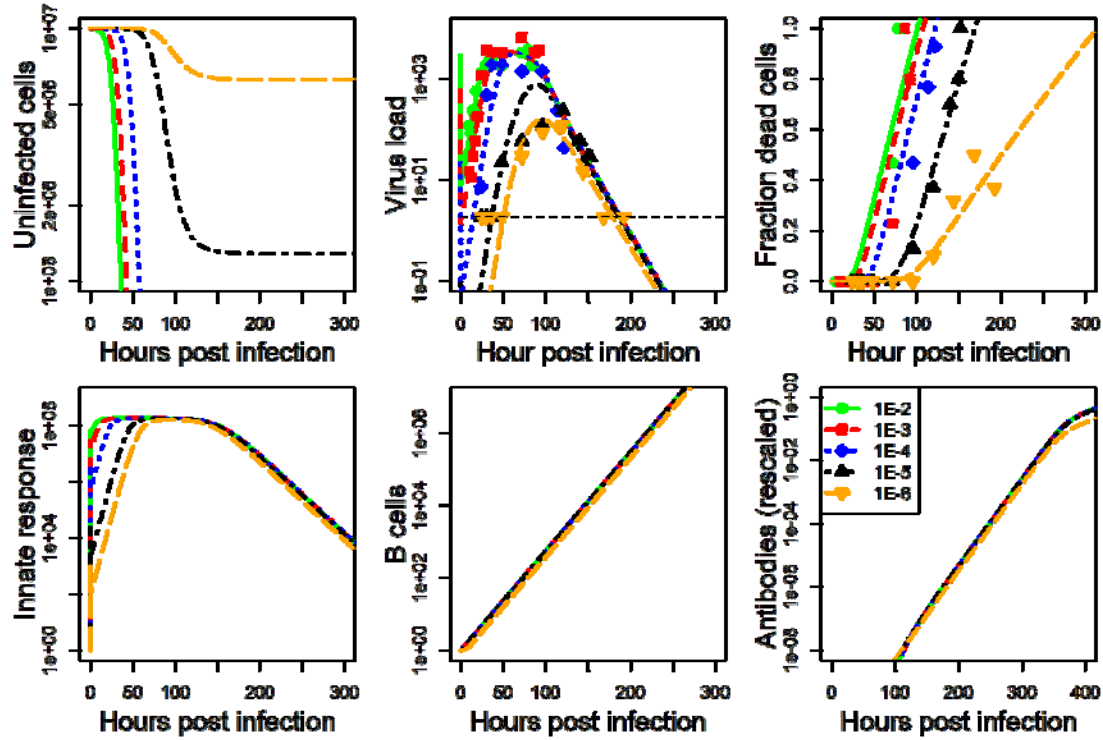 Uninfected cells
1e+07
5e+06
2e+06
1e+06
0 50 100 200 300
Hours post infection
Virus load
1e+03
1e+01
1e-01
0 50 100 200 300
Hour post infection
Fraction dead cells
1.0
0.8
0.6
0.4
0.2
0.0
0 50 100 200 300
Hour post infection
Innate response
1e+08
1e+04
1e+00
0 50 100 200 300
Hours post infection
B cells
1e+06
1e+04
1e+02
1e+00
0 50 100 200 300
Hours post infection
Antibodies (rescaled)
1e+00
1e-02
1e-04
1e-06
1e-08
1E-2
1E-3
1E-4
1E-5
1E-6
0 100 200 300 400
Hours post infection